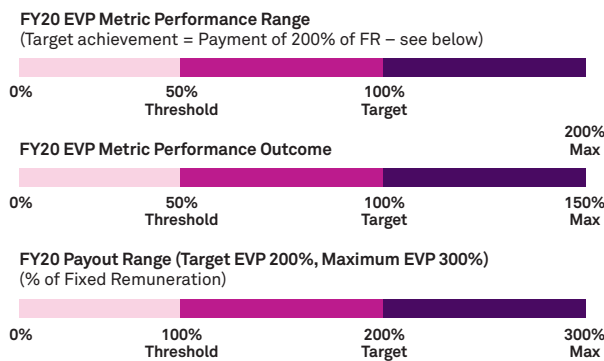 FY20 EVP Metric Performance Range
(Target achievement = Payment of 200% of FR – see below)
0% 50% 100%
Threshold Target
200%
Max
FY20 EVP Metric Performance Outcome
0% 50% 100% 150%
Threshold Target Max
FY20 Payout Range (Target EVP 200%, Maximum EVP 300%)
(% of Fixed Remuneration)
0% 100% 200% 300%
Threshold Target Max